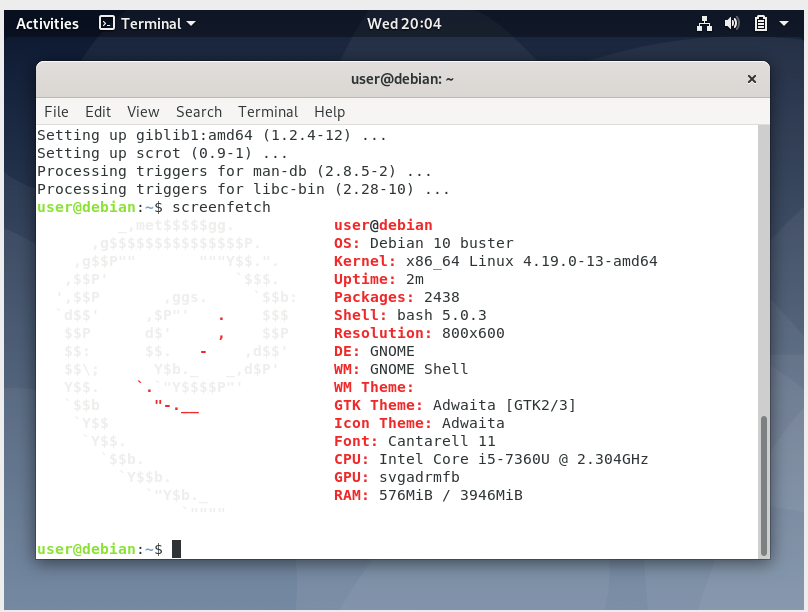 Activities Terminal Wed 20:04
user@debian: ~
File Edit View Search Terminal Help
Setting up giblib1:amd64 (1.2.4-12) ...
Setting up scrot (0.9-1) ...
Processing triggers for man-db (2.8.5-2) ...
Processing triggers for libc-bin (2.28-10) ...
user@debian:~$ screenfetch
         _,met$$$$$gg.           user@debian
      ,g$$$$$$$$$$$$$$$P.        OS: Debian 10 buster
    ,g$$P""       """Y$$.".      Kernel: x86_64 Linux 4.19.0-13-amd64
   ,$$P'              `$$$.      Uptime: 2m
  ',$$P       ,ggs.     `$$b:    Packages: 2438
  `d$$'     ,$P"'   .    $$$     Shell: bash 5.0.3
   $$P      d$'     ,    $$P     Resolution: 800x600
   $$:      $$.   -    ,d$$'     DE: GNOME
   $$\;      Y$b._   _,d$P'      WM: GNOME Shell
   Y$$.    `.`"Y$$$$P"'          WM Theme:
   `$$b      "-.__               GTK Theme: Adwaita [GTK2/3]
    `Y$$                         Icon Theme: Adwaita
     `Y$$.                       Font: Cantarell 11
       `$$b.                     CPU: Intel Core i5-7360U @ 2.304GHz
         `Y$$b.                  GPU: svgadrmfb
            `"Y$b._              RAM: 576MiB / 3946MiB
                `""""
user@debian:~$